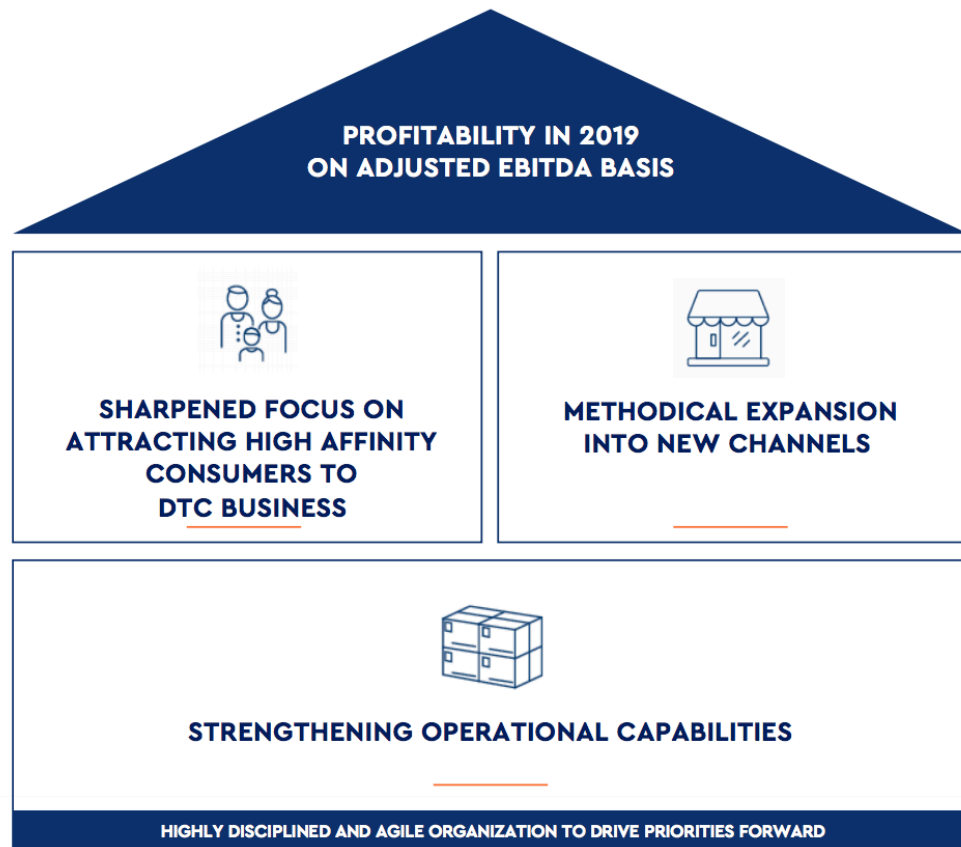 PROFITABILITY IN 2019
ON ADJUSTED EBITDA BASIS
SHARPENED FOCUS ON
ATTRACTING HIGH AFFINITY
CONSUMERS TO
DTC BUSINESS
METHODICAL EXPANSION
INTO NEW CHANNELS
STRENGTHENING OPERATIONAL CAPABILITIES
HIGHLY DISCIPLINED AND AGILE ORGANIZATION TO DRIVE PRIORITIES FORWARD